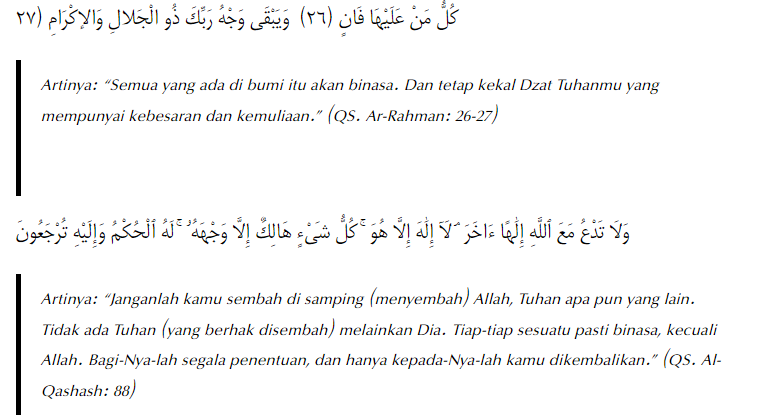 كُلُّ مَنْ عَلَيْهَا فَانٍ (٢٦) وَيَبْقَى وَجْهُ رَبِّكَ ذُو الْجَلالِ وَالإكْرَامِ (٢٧
Artinya: “Semua yang ada di bumi itu akan binasa. Dan tetap kekal Dzat Tuhanmu yang
mempunyai kebesaran dan kemuliaan.” (QS. Ar-Rahman: 26-27)
وَلَا تَدْعُ مَعَ ٱللَّهِ إِلَٰهًا ءَاخَرَ ۘ لَآ إِلَٰهَ إِلَّا هُوَ ۚ كُلُّ شَىْءٍ هَالِكٌ إِلَّا وَجْهَهُۥ ۚ لَهُ ٱلْحُكْمُ وَإِلَيْهِ تُرْجَعُونَ
Artinya: “Janganlah kamu sembah di samping (menyembah) Allah, Tuhan apa pun yang lain.
Tidak ada Tuhan (yang berhak disembah) melainkan Dia. Tiap-tiap sesuatu pasti binasa, kecuali
Allah. Bagi-Nya-lah segala penentuan, dan hanya kepada-Nya-lah kamu dikembalikan.” (QS. Al-
Qashash: 88)